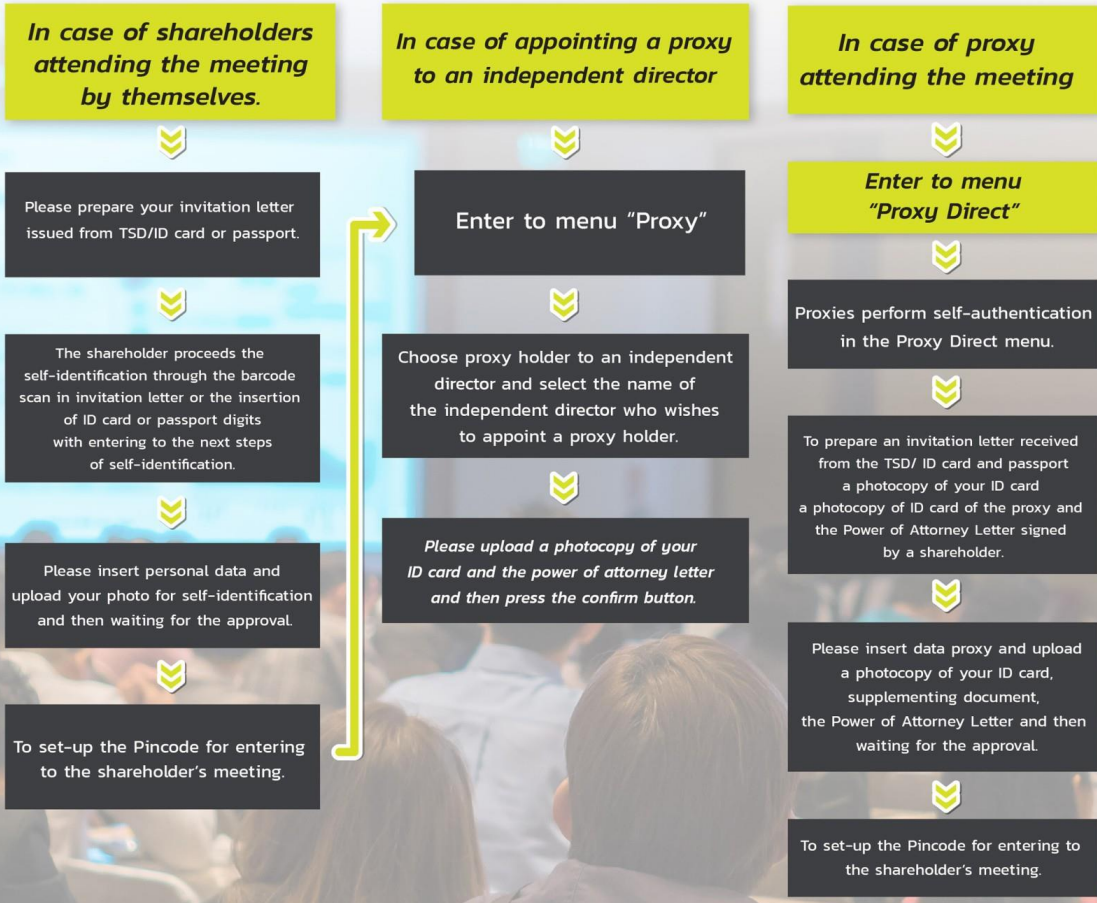 In case of shareholders
attending the meeting
by themselves.
Please prepare your invitation letter
issued from TSD/ID card or passport.
The shareholder proceeds the
self-identification through the barcode
scan in invitation letter or the insertion
of ID card or passport digits
with entering to the next steps
of self-identification.
Please insert personal data and
upload your photo for self-identification
and then waiting for the approval.
To set-up the Pincode for entering
to the shareholder's meeting.
In case of appointing a proxy
to an independent director
Enter to menu “Proxy”
Choose proxy holder to an independent
director and select the name of
the independent director who wishes
to appoint a proxy holder.
Please upload a photocopy of your
ID card and the power of attorney letter
and then press the confirm button.
In case of proxy
attending the meeting
Enter to menu
“Proxy Direct”
Proxies perform self-authentication
in the Proxy Direct menu.
To prepare an invitation letter received
from the TSD/ ID card and passport
a photocopy of your ID card
a photocopy of ID card of the proxy and
the Power of Attorney Letter signed
by a shareholder.
Please insert data proxy and upload
a photocopy of your ID card,
supplementing document,
the Power of Attorney Letter and then
waiting for the approval.
To set-up the Pincode for entering to
the shareholder's meeting.